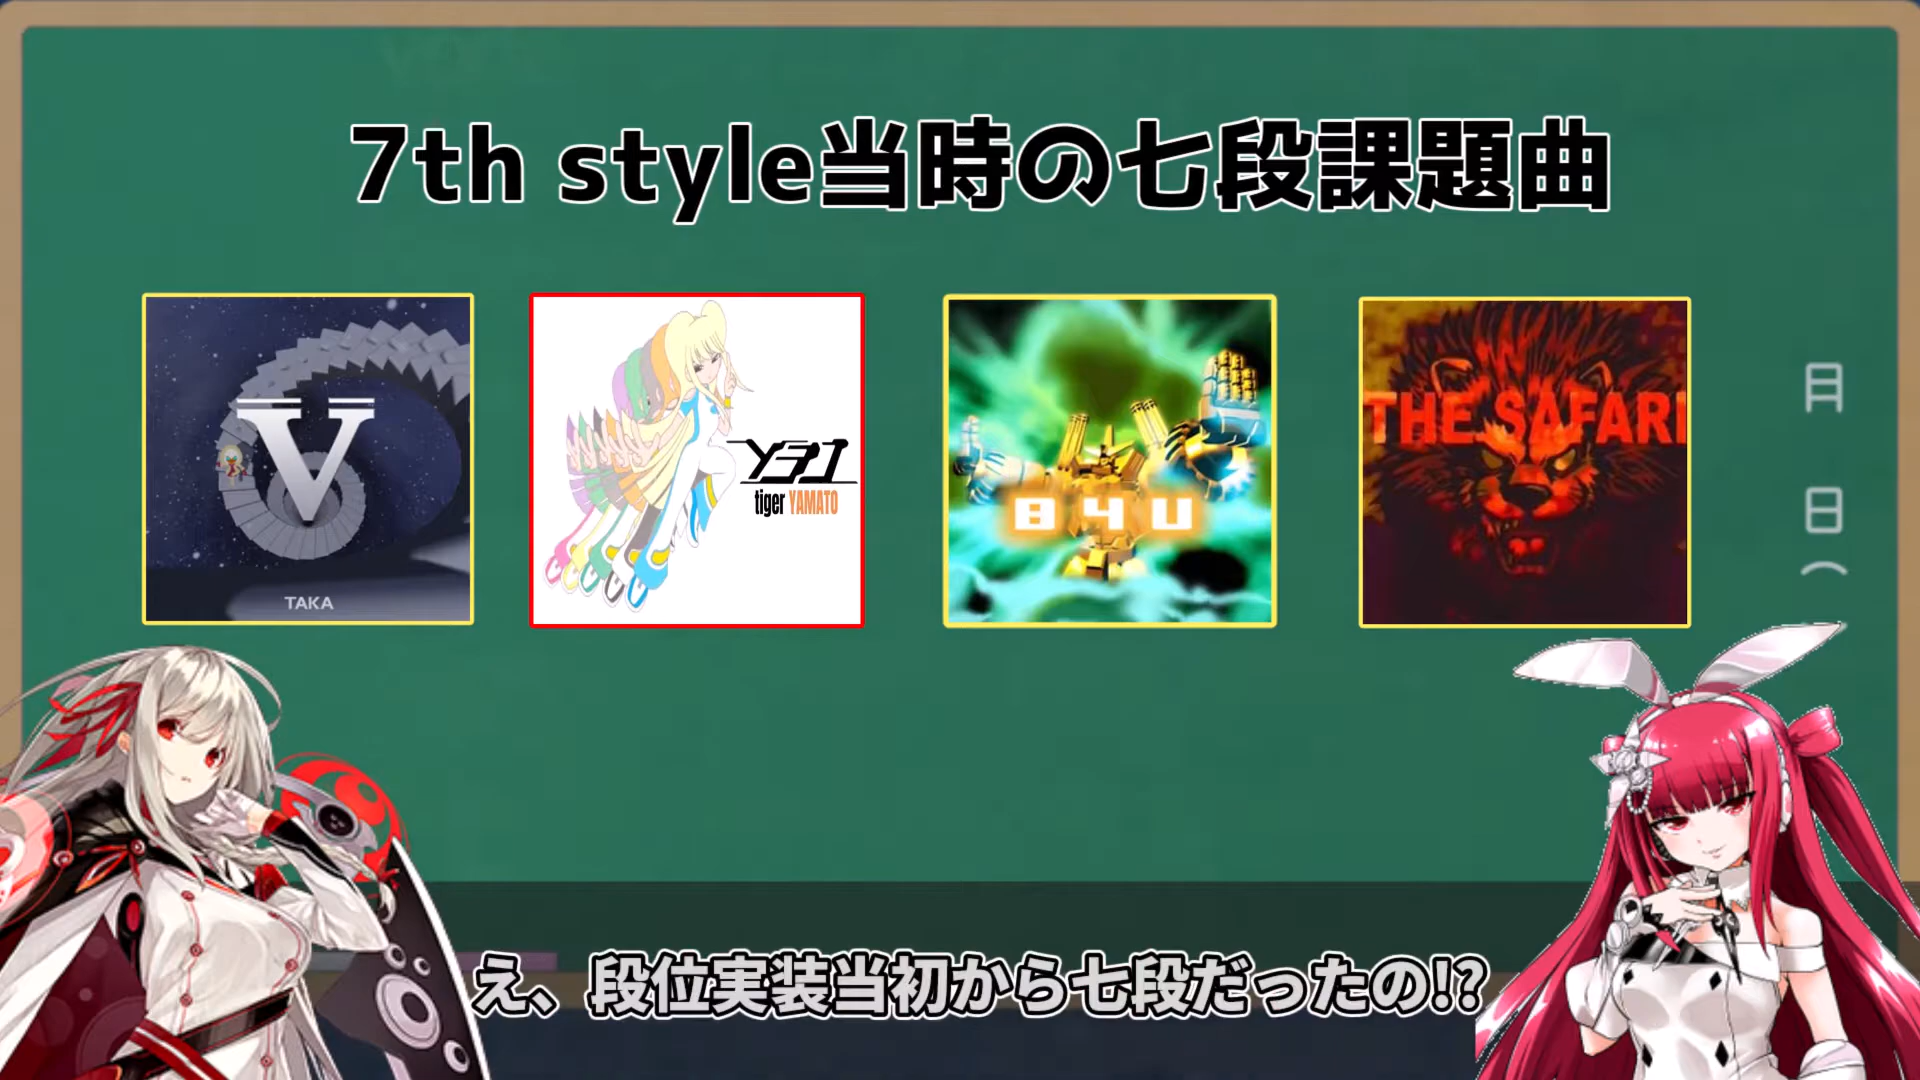 7th style当時の七段課題曲
V
TAKA
tiger YAMATO
B4U
THE SAFARI
月
日
(
え、段位実装当初から七段だったの!?